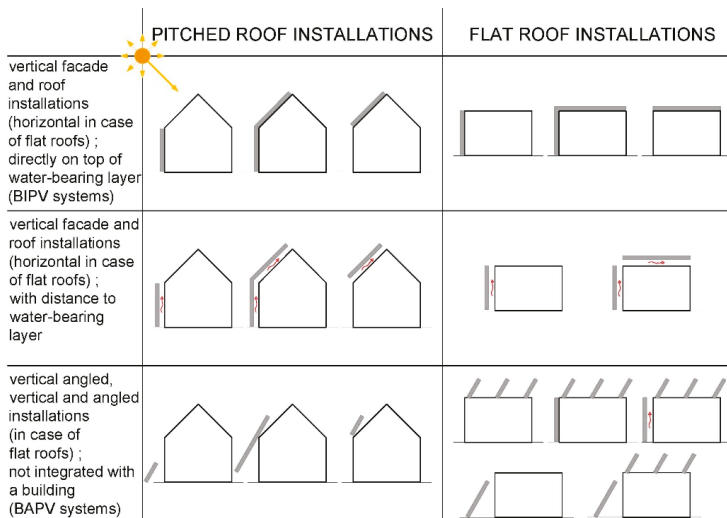 PITCHED ROOF INSTALLATIONS
FLAT ROOF INSTALLATIONS
vertical facade
and roof
installations
(horizontal in case
of flat roofs) ;
directly on top of
water-bearing layer
(BIPV systems)
vertical facade and
roof installations
(horizontal in case
of flat roofs) ;
with distance to
water-bearing
layer
vertical angled,
vertical and angled
installations
(in case of
flat roofs) ;
not integrated with
a building
(BAPV systems)